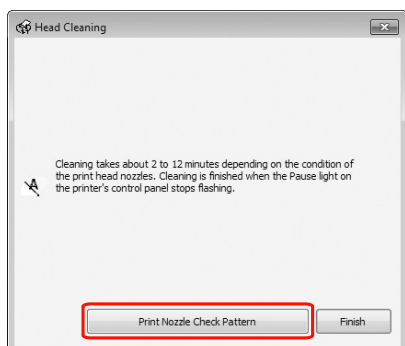 Head Cleaning
Cleaning takes about 2 to 12 minutes depending on the condition of
the print head nozzles. Cleaning is finished when the Pause light on
the printer's control panel stops flashing.
Print Nozzle Check Pattern
Finish